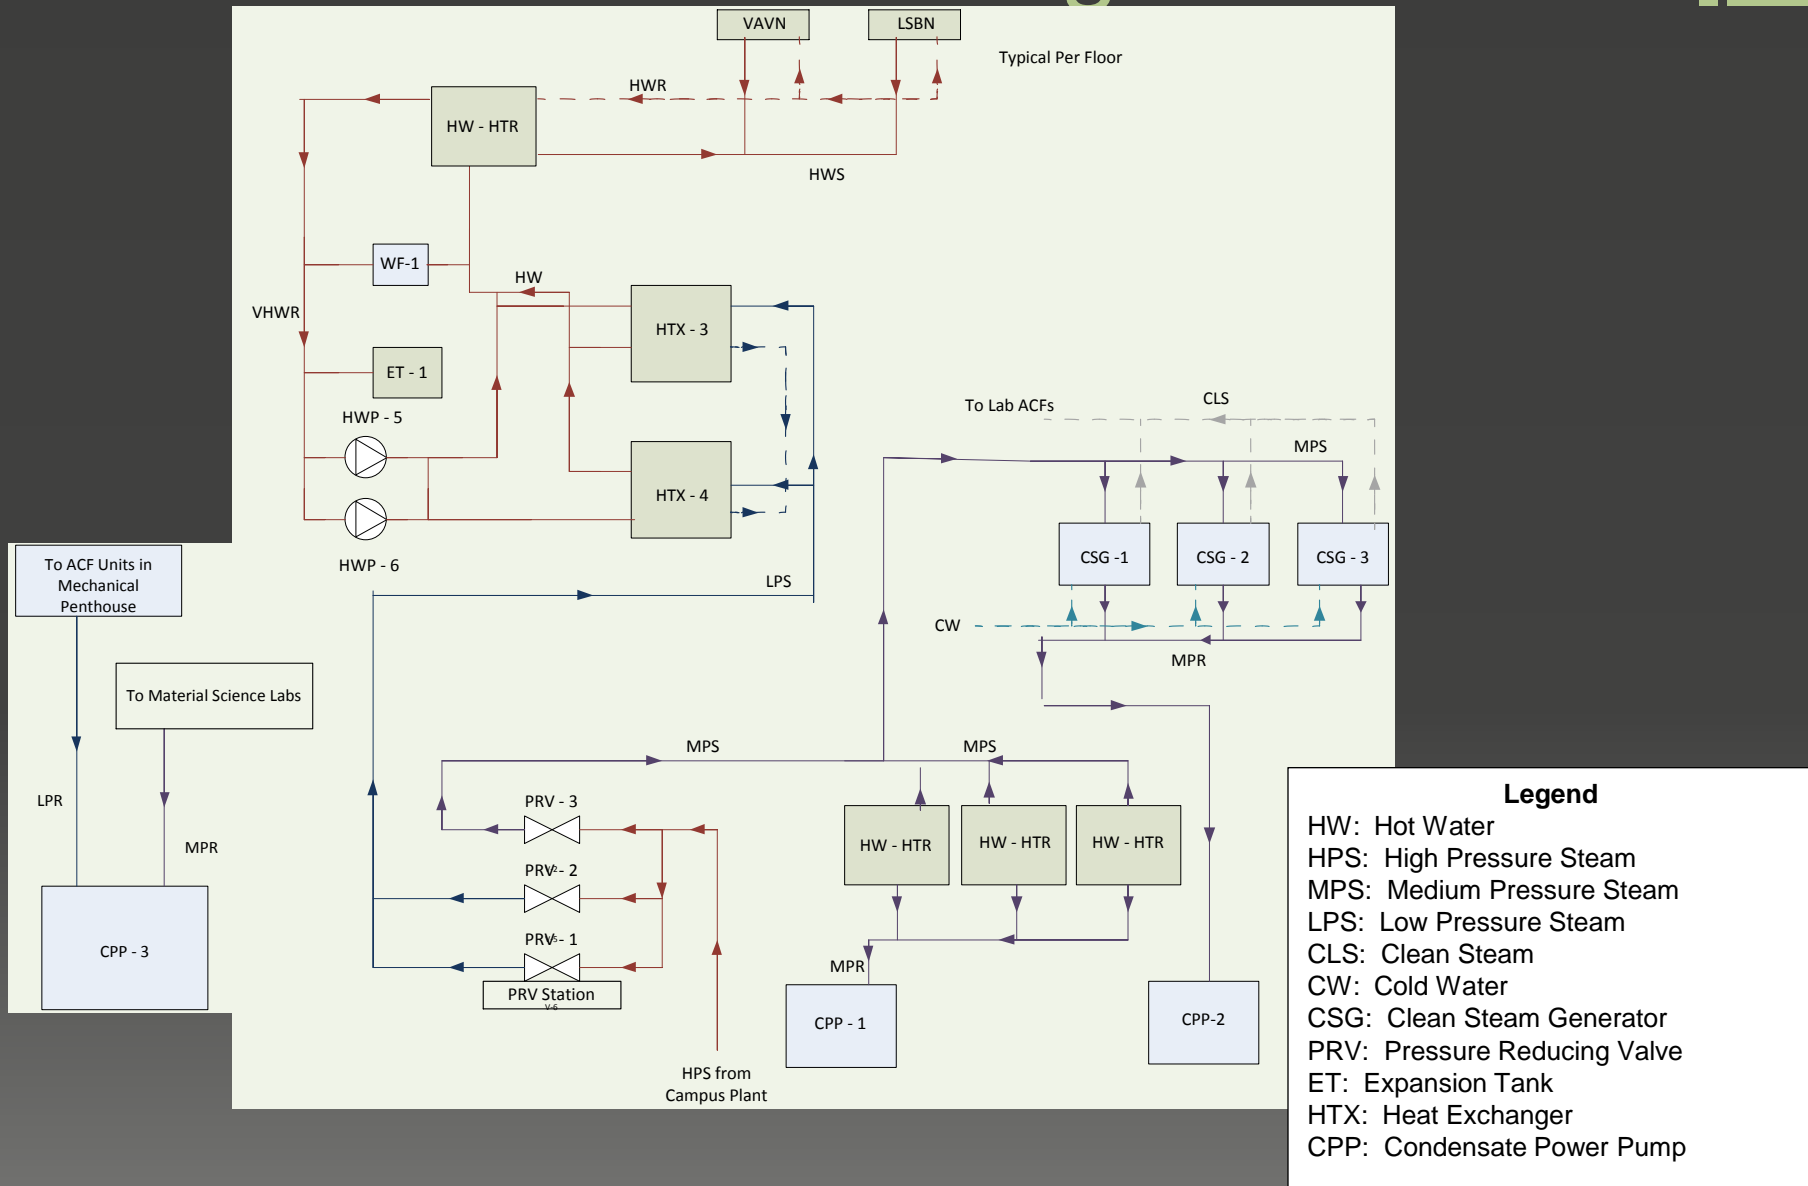 VAVN
LSBN
Typical Per Floor
HWR
HW - HTR
HWS
WF-1
HW
VHWR
HTX - 3
ET - 1
HWP - 5
To Lab ACFs
CLS
MPS
HTX - 4
CSG -1
CSG - 2
CSG - 3
HWP - 6
To ACF Units in
Mechanical
Penthouse
LPS
CW
MPR
To Material Science Labs
MPS
MPS
LPR
PRV - 3
MPR
HW - HTR
HW - HTR
HW - HTR
PRV - 2
PRV - 1
CPP - 3
MPR
PRV Station
V-6
CPP - 1
CPP-2
HPS from
Campus Plant
Legend
HW: Hot Water
HPS: High Pressure Steam
MPS: Medium Pressure Steam
LPS: Low Pressure Steam
CLS: Clean Steam
CW: Cold Water
CSG: Clean Steam Generator
PRV: Pressure Reducing Valve
ET: Expansion Tank
HTX: Heat Exchanger
CPP: Condensate Power Pump